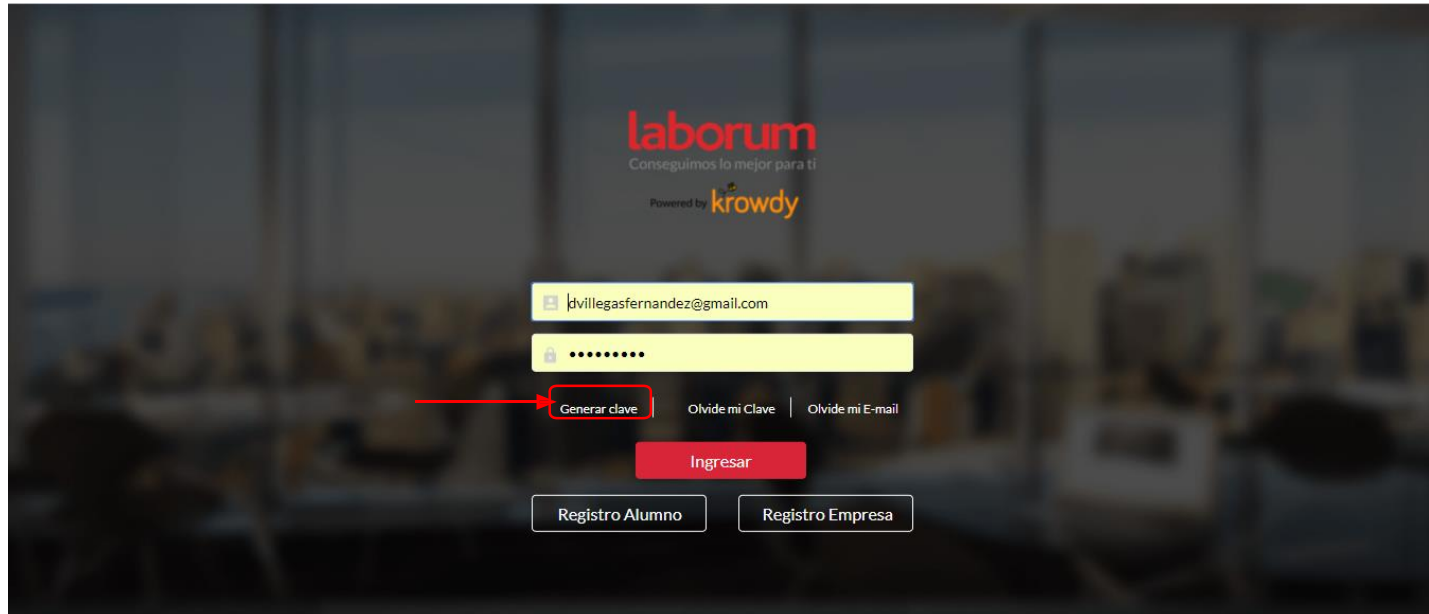 laborum
Conseguimos lo mejor para ti
Powered by krowdy
dvillegasfernandez@gmail.com
•••••••••
Generar clave | Olvide mi Clave | Olvide mi E-mail
Ingresar
Registro Alumno Registro Empresa